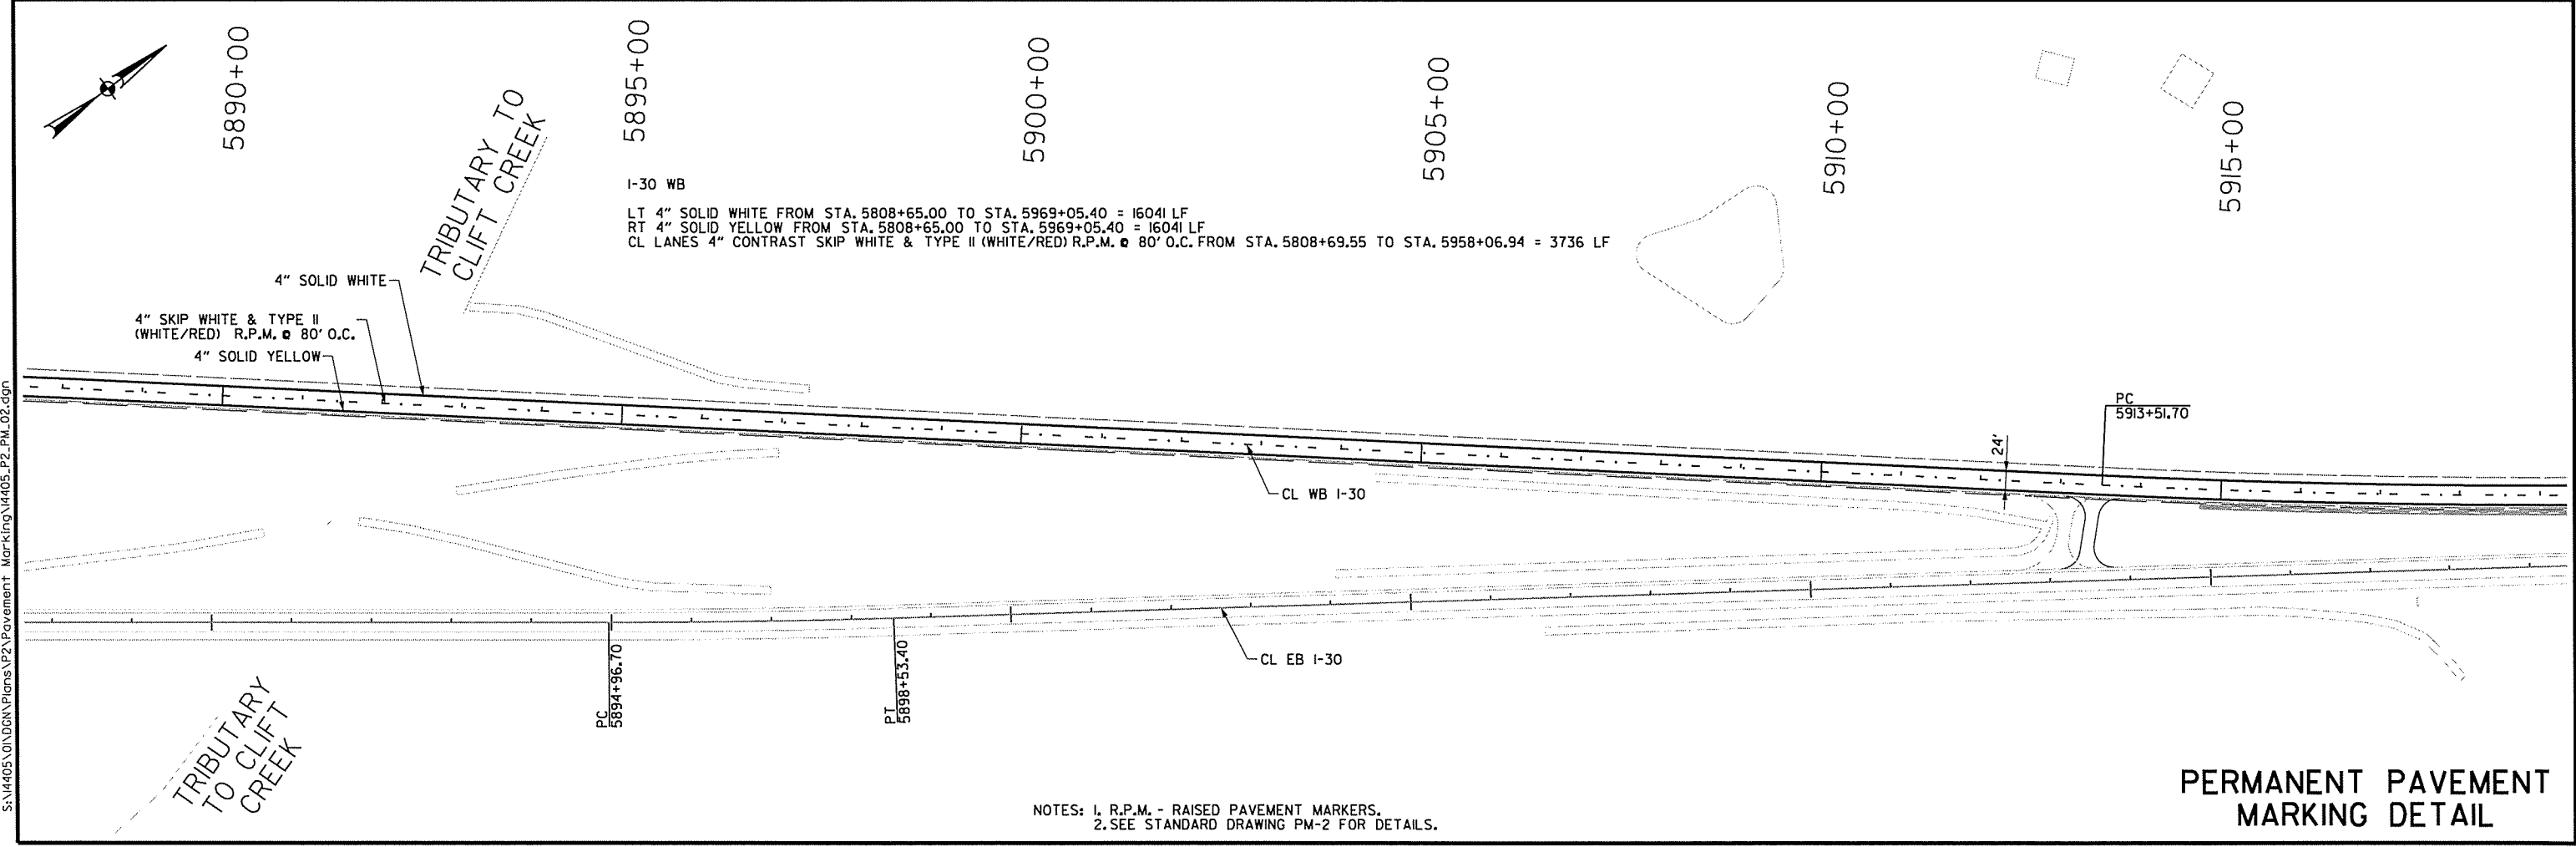 5890+00
5895+00
5900+00
5905+00
5910+00
5915+00
TRIBUTARY TO
CLIFT CREEK
I-30 WB
LT 4" SOLID WHITE FROM STA. 5808+65.00 TO STA. 5969+05.40 = 16041 LF
RT 4" SOLID YELLOW FROM STA. 5808+65.00 TO STA. 5969+05.40 = 16041 LF
CL LANES 4" CONTRAST SKIP WHITE & TYPE II (WHITE/RED) R.P.M. @ 80' O.C. FROM STA. 5808+69.55 TO STA. 5958+06.94 = 3736 LF
4" SOLID WHITE
4" SKIP WHITE & TYPE II
(WHITE/RED) R.P.M. @ 80' O.C.
4" SOLID YELLOW
PC
5913+51.70
24'
CL WB I-30
CL EB I-30
PC
5894+96.70
PT
5898+53.40
TRIBUTARY
TO CLIFT
CREEK
NOTES: 1. R.P.M. - RAISED PAVEMENT MARKERS.
2. SEE STANDARD DRAWING PM-2 FOR DETAILS.
PERMANENT PAVEMENT
MARKING DETAIL
S:\14405\01\DGN\Plans\P2\Pavement Marking\14405_P2_PM_02.dgn